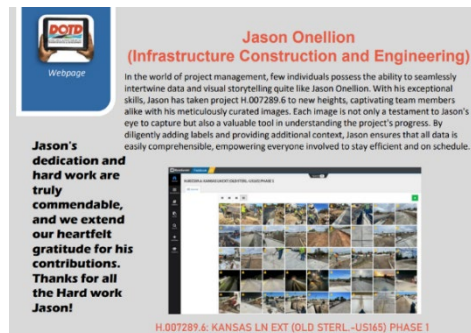 DOTD
Webpage
Jason Onellion
(Infrastructure Construction and Engineering)
In the world of project management, few individuals possess the ability to seamlessly
intertwine data and visual storytelling quite like Jason Onellion. With his exceptional
skills, Jason has taken project H.007289.6 to new heights, captivating team members
alike with his meticulously curated images. Each image is not only a testament to Jason's
eye to capture but also a valuable tool in understanding the project's progress. By
diligently adding labels and providing additional context, Jason ensures that all data is
easily comprehensible, empowering everyone involved to stay efficient and on schedule.
Jason's
dedication and
hard work are
truly
commendable,
and we extend
our heartfelt
gratitude for his
contributions.
Thanks for all
the Hard work
Jason!
H.007289.6: KANSAS LN EXT (OLD STERL.-US165) PHASE 1